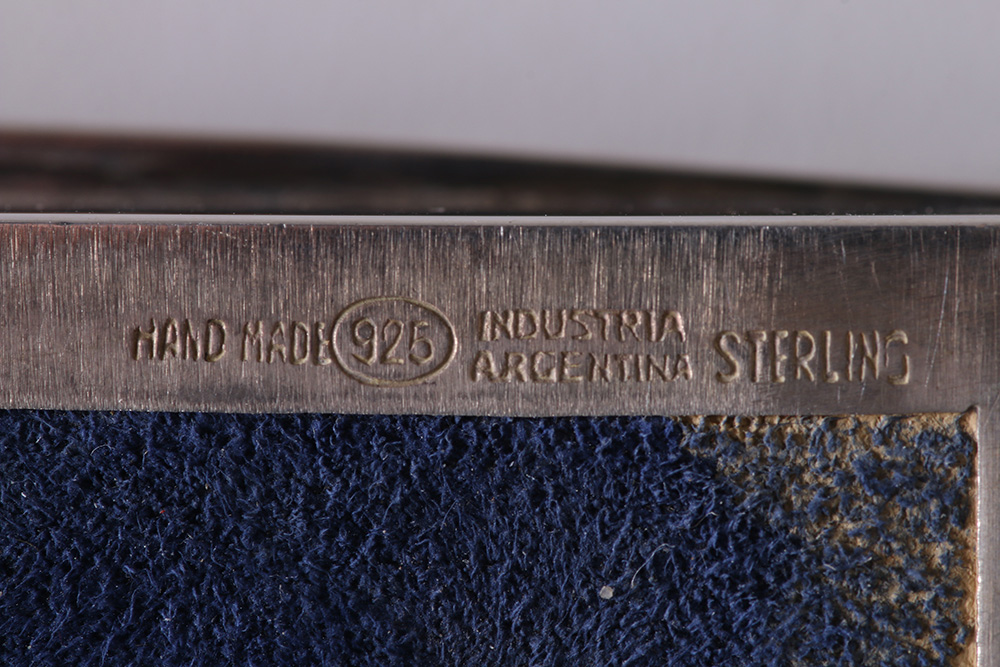 HAND MADE 925 INDUSTRIA
ARGENTINA STERLING